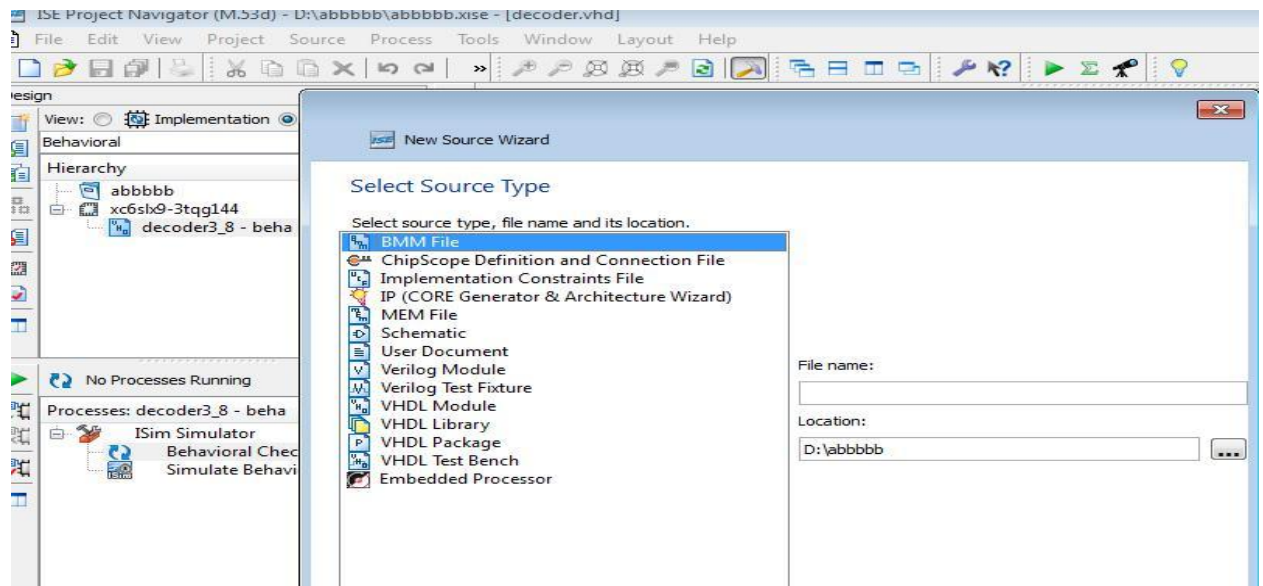 ISE Project Navigator (M.53d) - D:\abbbbb\abbbbb.xise - [decoder.vhd]
File Edit View Project Source Process Tools Window Layout Help
View: Implementation
Behavioral
Hierarchy
abbbbb
xc6slx9-3tqg144
decoder3_8 - beha
No Processes Running
Processes: decoder3_8 - beha
ISim Simulator
Behavioral Chec
Simulate Behavi
New Source Wizard
Select Source Type
Select source type, file name and its location.
BMM File
ChipScope Definition and Connection File
Implementation Constraints File
IP (CORE Generator & Architecture Wizard)
MEM File
Schematic
User Document
Verilog Module
Verilog Test Fixture
VHDL Module
VHDL Library
VHDL Package
VHDL Test Bench
Embedded Processor
File name:
Location:
D:\abbbbb
...